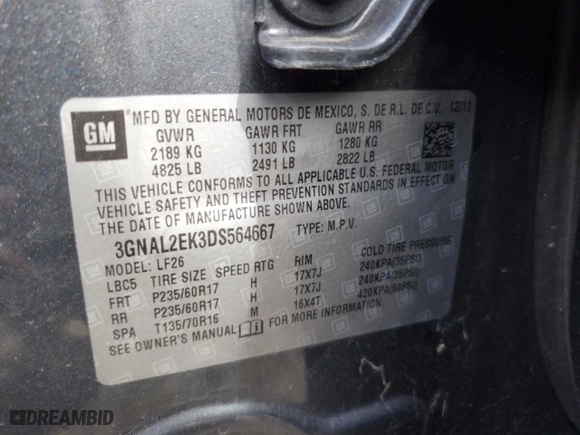 GM
MFD BY GENERAL MOTORS DE MEXICO, S. DE R.L. DE C.V. 12/12
GVWR GAWR FRT GAWR RR
2189 KG 1130 KG 1280 KG
4825 LB 2491 LB 2822 LB
THIS VEHICLE CONFORMS TO ALL APPLICABLE U.S. FEDERAL MOTOR
VEHICLE SAFETY AND THEFT PREVENTION STANDARDS IN EFFECT ON
THE DATE OF MANUFACTURE SHOWN ABOVE.
3GNAL2EK3DS564667 TYPE: M.P.V.
MODEL: LF26
LBC5 TIRE SIZE SPEED RTG RIM COLD TIRE PRESSURE
FRT P235/60R17 H 17X7J 240KPA(35PSI)
RR P235/60R17 H 17X7J 240KPA(35PSI)
SPA T135/70R16 M 16X4T 420KPA(60PSI)
SEE OWNER'S MANUAL FOR MORE INFORMATION
DREAMBID